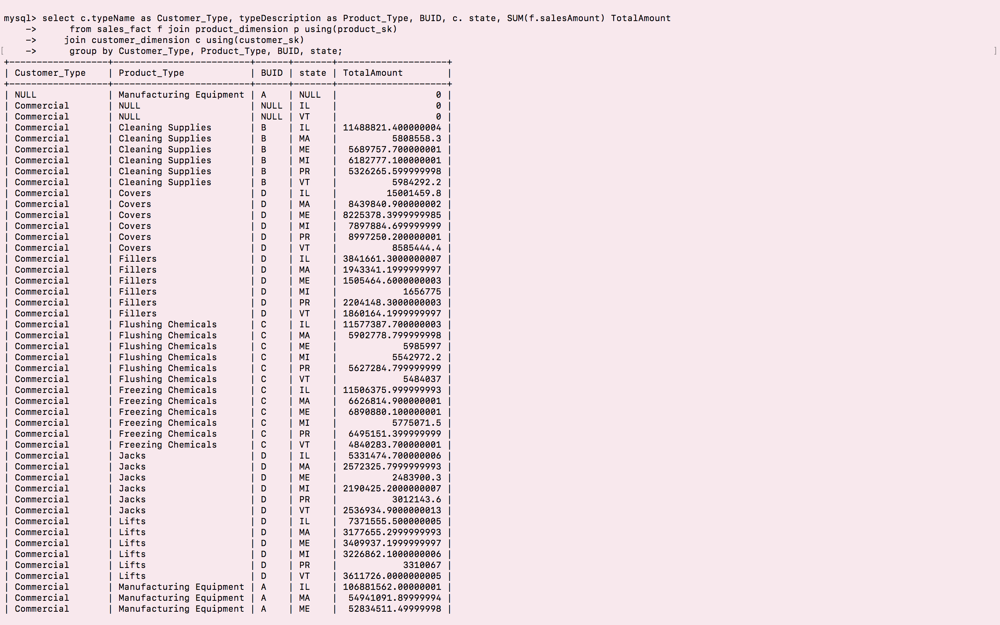 mysql> select c.typeName as Customer_Type, typeDescription as Product_Type, BUID, c. state, SUM(f.salesAmount) TotalAmount
    ->      from sales_fact f join product_dimension p using(product_sk)
    ->     join customer_dimension c using(customer_sk)
[    ->      group by Customer_Type, Product_Type, BUID, state; ]
+------------------+-------------------------+------+-------+--------------------+
| Customer_Type    | Product_Type            | BUID | state | TotalAmount        |
+------------------+-------------------------+------+-------+--------------------+
| NULL             | Manufacturing Equipment | A    | NULL  |                  0 |
| Commercial       | NULL                    | NULL | IL    |                  0 |
| Commercial       | NULL                    | NULL | VT    |                  0 |
| Commercial       | Cleaning Supplies       | B    | IL    | 11488821.400000004 |
| Commercial       | Cleaning Supplies       | B    | MA    |          5808558.3 |
| Commercial       | Cleaning Supplies       | B    | ME    |  5689757.700000001 |
| Commercial       | Cleaning Supplies       | B    | MI    |  6182777.100000001 |
| Commercial       | Cleaning Supplies       | B    | PR    |  5326265.599999998 |
| Commercial       | Cleaning Supplies       | B    | VT    |          5984292.2 |
| Commercial       | Covers                  | D    | IL    |         15001459.8 |
| Commercial       | Covers                  | D    | MA    |  8439840.900000002 |
| Commercial       | Covers                  | D    | ME    | 8225378.3999999985 |
| Commercial       | Covers                  | D    | MI    |  7897884.699999999 |
| Commercial       | Covers                  | D    | PR    |  8997250.200000001 |
| Commercial       | Covers                  | D    | VT    |          8585444.4 |
| Commercial       | Fillers                 | D    | IL    | 3841661.3000000007 |
| Commercial       | Fillers                 | D    | MA    | 1943341.1999999997 |
| Commercial       | Fillers                 | D    | ME    | 1505464.6000000003 |
| Commercial       | Fillers                 | D    | MI    |            1656775 |
| Commercial       | Fillers                 | D    | PR    | 2204148.3000000003 |
| Commercial       | Fillers                 | D    | VT    | 1860164.1999999997 |
| Commercial       | Flushing Chemicals      | C    | IL    | 11577387.700000003 |
| Commercial       | Flushing Chemicals      | C    | MA    |  5902778.799999998 |
| Commercial       | Flushing Chemicals      | C    | ME    |            5985997 |
| Commercial       | Flushing Chemicals      | C    | MI    |          5542972.2 |
| Commercial       | Flushing Chemicals      | C    | PR    |  5627284.799999999 |
| Commercial       | Flushing Chemicals      | C    | VT    |            5484037 |
| Commercial       | Freezing Chemicals      | C    | IL    | 11506375.999999993 |
| Commercial       | Freezing Chemicals      | C    | MA    |  6626814.900000001 |
| Commercial       | Freezing Chemicals      | C    | ME    |  6890880.100000001 |
| Commercial       | Freezing Chemicals      | C    | MI    |          5775071.5 |
| Commercial       | Freezing Chemicals      | C    | PR    |  6495151.399999999 |
| Commercial       | Freezing Chemicals      | C    | VT    |  4840283.700000001 |
| Commercial       | Jacks                   | D    | IL    |  5331474.700000006 |
| Commercial       | Jacks                   | D    | MA    | 2572325.7999999993 |
| Commercial       | Jacks                   | D    | ME    |          2483900.3 |
| Commercial       | Jacks                   | D    | MI    | 2190425.2000000007 |
| Commercial       | Jacks                   | D    | PR    |          3012143.6 |
| Commercial       | Jacks                   | D    | VT    | 2536934.9000000013 |
| Commercial       | Lifts                   | D    | IL    |  7371555.500000005 |
| Commercial       | Lifts                   | D    | MA    | 3177655.2999999993 |
| Commercial       | Lifts                   | D    | ME    | 3409937.1999999997 |
| Commercial       | Lifts                   | D    | MI    | 3226862.1000000006 |
| Commercial       | Lifts                   | D    | PR    |            3310067 |
| Commercial       | Lifts                   | D    | VT    | 3611726.0000000005 |
| Commercial       | Manufacturing Equipment | A    | IL    | 106881562.00000001 |
| Commercial       | Manufacturing Equipment | A    | MA    |  54941091.89999994 |
| Commercial       | Manufacturing Equipment | A    | ME    |  52834511.49999998 |